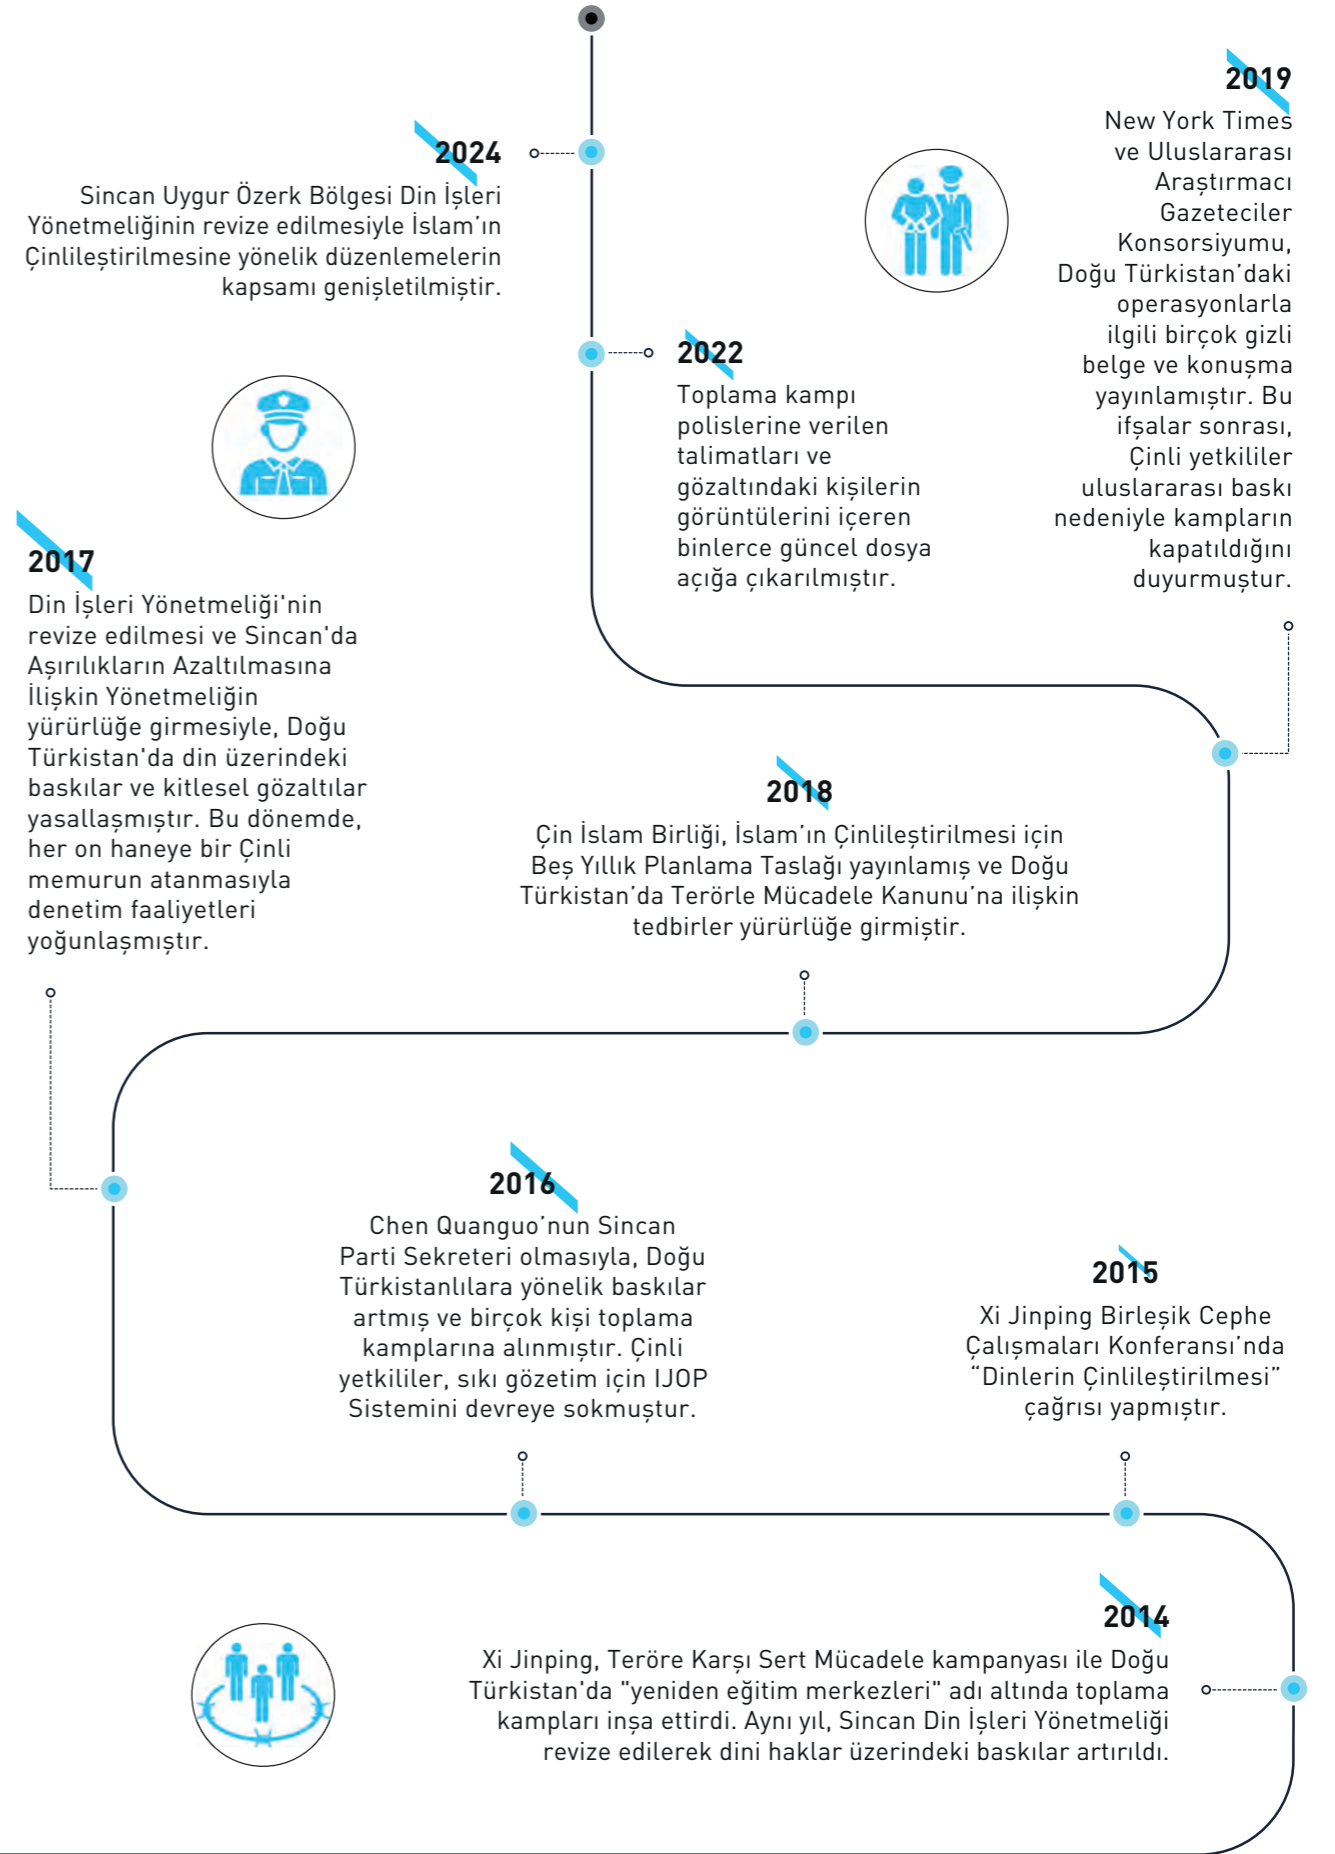 2024
Sincan Uygur Özerk Bölgesi Din İşleri
Yönetmeliğinin revize edilmesiyle İslam’ın
Çinlileştirilmesine yönelik düzenlemelerin
kapsamı genişletilmiştir.
2019
New York Times
ve Uluslararası
Araştırmacı
Gazeteciler
Konsorsiyumu,
Doğu Türkistan’daki
operasyonlarla
ilgili birçok gizli
belge ve konuşma
yayınlamıştır. Bu
ifşalar sonrası,
Çinli yetkililer
uluslararası baskı
nedeniyle kampların
kapatıldığını
duyurmuştur.
2022
Toplama kampı
polislerine verilen
talimatları ve
gözaltındaki kişilerin
görüntülerini içeren
binlerce güncel dosya
açığa çıkarılmıştır.
2017
Din İşleri Yönetmeliği'nin
revize edilmesi ve Sincan'da
Aşırılıkların Azaltılmasına
İlişkin Yönetmeliğin
yürürlüğe girmesiyle, Doğu
Türkistan'da din üzerindeki
baskılar ve kitlesel gözaltılar
yasallaşmıştır. Bu dönemde,
her on haneye bir Çinli
memurun atanmasıyla
denetim faaliyetleri
yoğunlaşmıştır.
2018
Çin İslam Birliği, İslam’ın Çinlileştirilmesi için
Beş Yıllık Planlama Taslağı yayınlamış ve Doğu
Türkistan’da Terörle Mücadele Kanunu’na ilişkin
tedbirler yürürlüğe girmiştir.
2016
Chen Quanguo’nun Sincan
Parti Sekreteri olmasıyla, Doğu
Türkistanlılara yönelik baskılar
artmış ve birçok kişi toplama
kamplarına alınmıştır. Çinli
yetkililer, sıkı gözetim için IJOP
Sistemini devreye sokmuştur.
2015
Xi Jinping Birleşik Cephe
Çalışmaları Konferansı’nda
“Dinlerin Çinlileştirilmesi”
çağrısı yapmıştır.
2014
Xi Jinping, Teröre Karşı Sert Mücadele kampanyası ile Doğu
Türkistan'da "yeniden eğitim merkezleri" adı altında toplama
kampları inşa ettirdi. Aynı yıl, Sincan Din İşleri Yönetmeliği
revize edilerek dini haklar üzerindeki baskılar artırıldı.